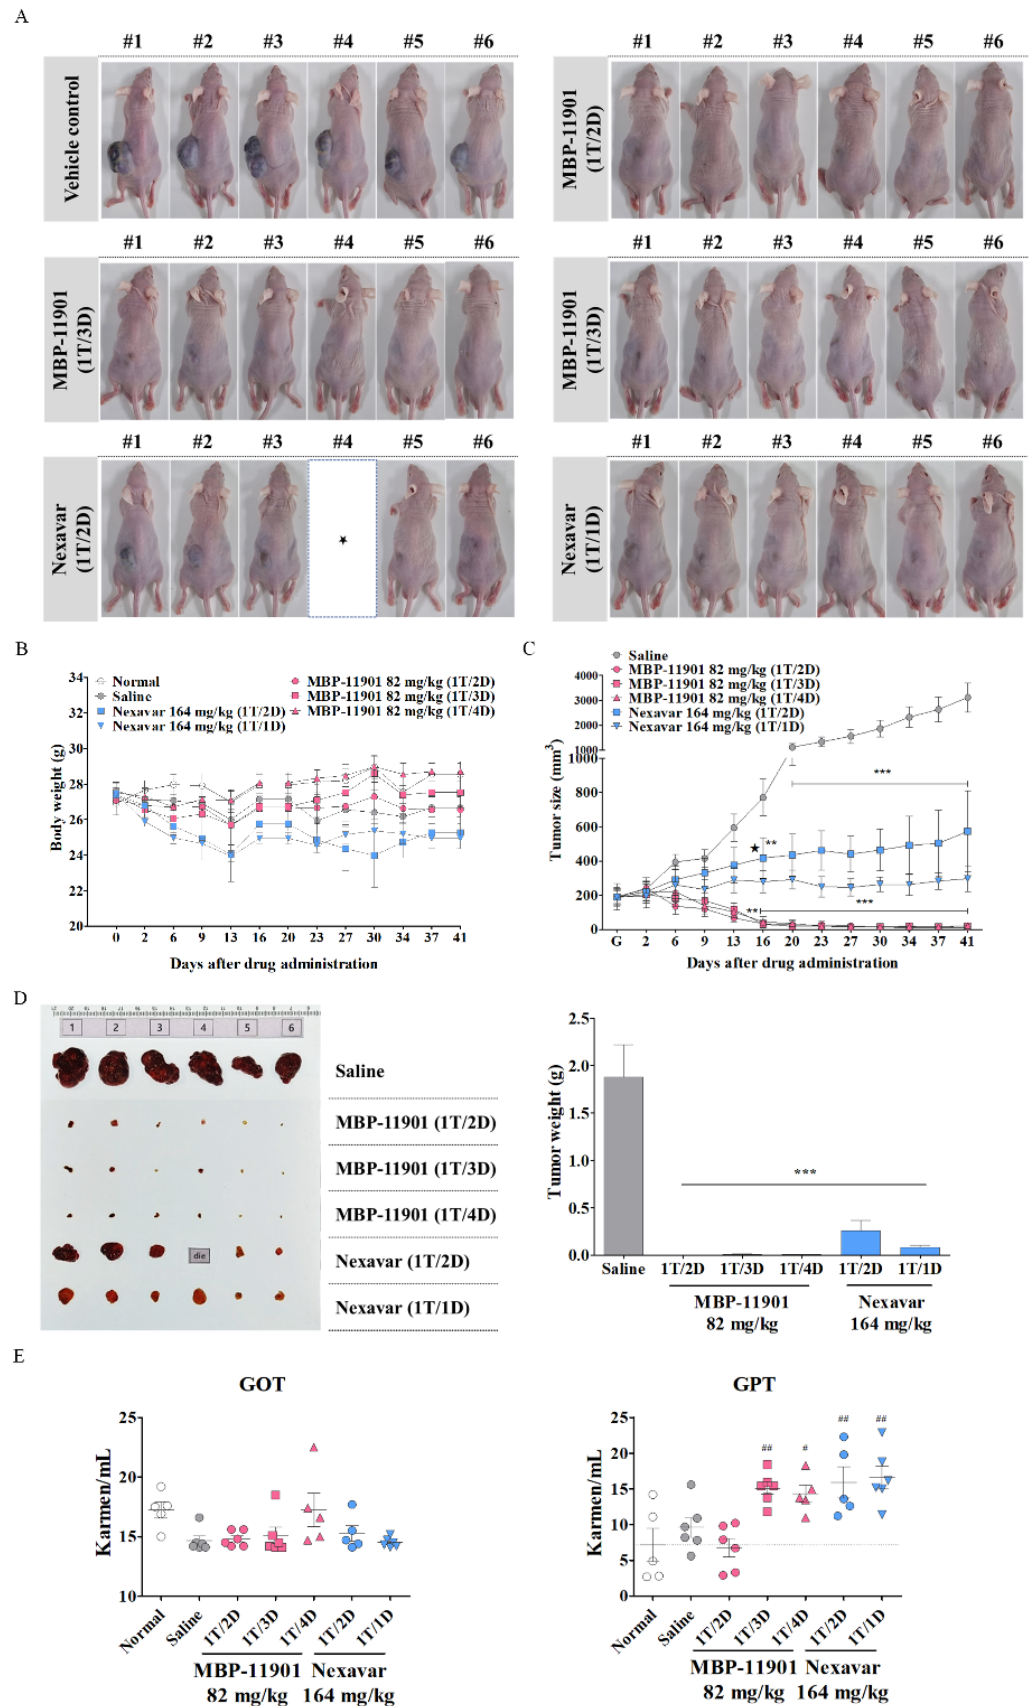 A
#1 #2 #3 #4 #5 #6
Vehicle control
#1 #2 #3 #4 #5 #6
MBP-11901
(1T/2D)
#1 #2 #3 #4 #5 #6
MBP-11901
(1T/3D)
#1 #2 #3 #4 #5 #6
MBP-11901
(1T/3D)
#1 #2 #3 #4 #5 #6
Nexavar
(1T/2D)
★
#1 #2 #3 #4 #5 #6
Nexavar
(1T/1D)
B
Normal
Saline
Nexavar 164 mg/kg (1T/2D)
Nexavar 164 mg/kg (1T/1D)
MBP-11901 82 mg/kg (1T/2D)
MBP-11901 82 mg/kg (1T/3D)
MBP-11901 82 mg/kg (1T/4D)
Body weight (g)
34
32
30
28
26
24
22
20
0 2 6 9 13 16 20 23 27 30 34 37 41
Days after drug administration
C
Saline
MBP-11901 82 mg/kg (1T/2D)
MBP-11901 82 mg/kg (1T/3D)
MBP-11901 82 mg/kg (1T/4D)
Nexavar 164 mg/kg (1T/2D)
Nexavar 164 mg/kg (1T/1D)
Tumor size (mm³)
4000
3000
2000
1000
1000
800
600
400
200
0
***
★ **
** ***
G 2 6 9 13 16 20 23 27 30 34 37 41
Days after drug administration
D
1 2 3 4 5 6
Saline
MBP-11901 (1T/2D)
MBP-11901 (1T/3D)
MBP-11901 (1T/4D)
die
Nexavar (1T/2D)
Nexavar (1T/1D)
Tumor weight (g)
2.5
2.0
1.5
1.0
0.5
0.0
***
Saline 1T/2D 1T/3D 1T/4D 1T/2D 1T/1D
MBP-11901 Nexavar
82 mg/kg 164 mg/kg
E
GOT
Karmen/mL
25
20
15
10
Normal Saline 1T/2D 1T/3D 1T/4D 1T/2D 1T/1D
MBP-11901 Nexavar
82 mg/kg 164 mg/kg
GPT
Karmen/mL
25
20
15
10
5
0
## # ## ##
Normal Saline 1T/2D 1T/3D 1T/4D 1T/2D 1T/1D
MBP-11901 Nexavar
82 mg/kg 164 mg/kg